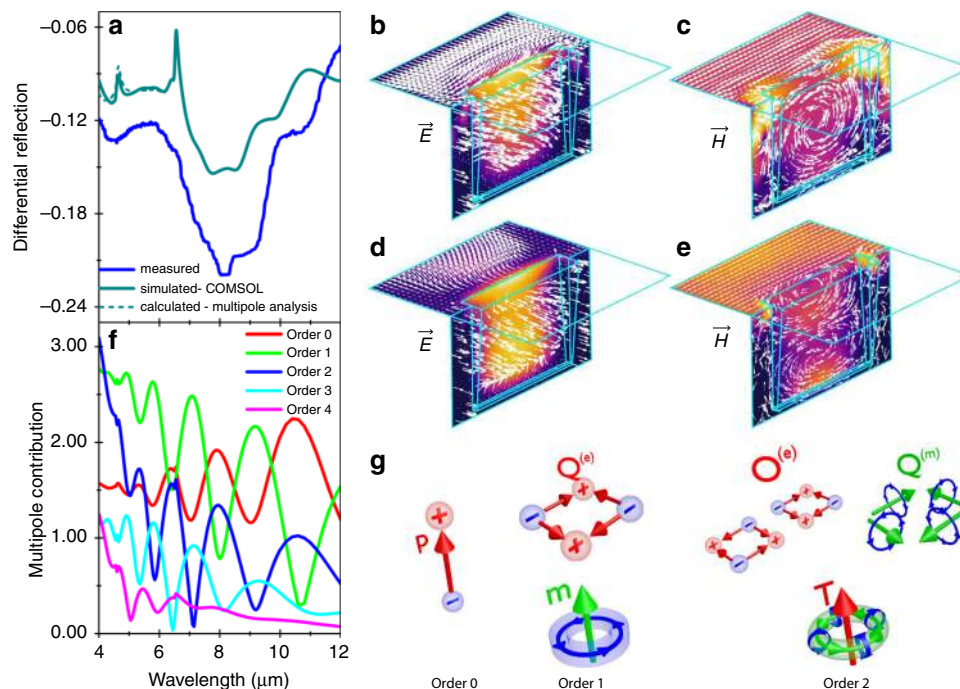 a
−0.06
−0.12
−0.18
−0.24
Differential reflection
measured
simulated- COMSOL
calculated - multipole analysis
b
E
c
H
d
E
e
H
f
3.00
2.00
1.00
0.00
Multipole contribution
Order 0
Order 1
Order 2
Order 3
Order 4
4 6 8 10 12
Wavelength (μm)
g
P
+
−
Q(e)
+
− −
+
m
O(e)
Q(m)
− +
+ −
− +
+ −
T
Order 0 Order 1 Order 2